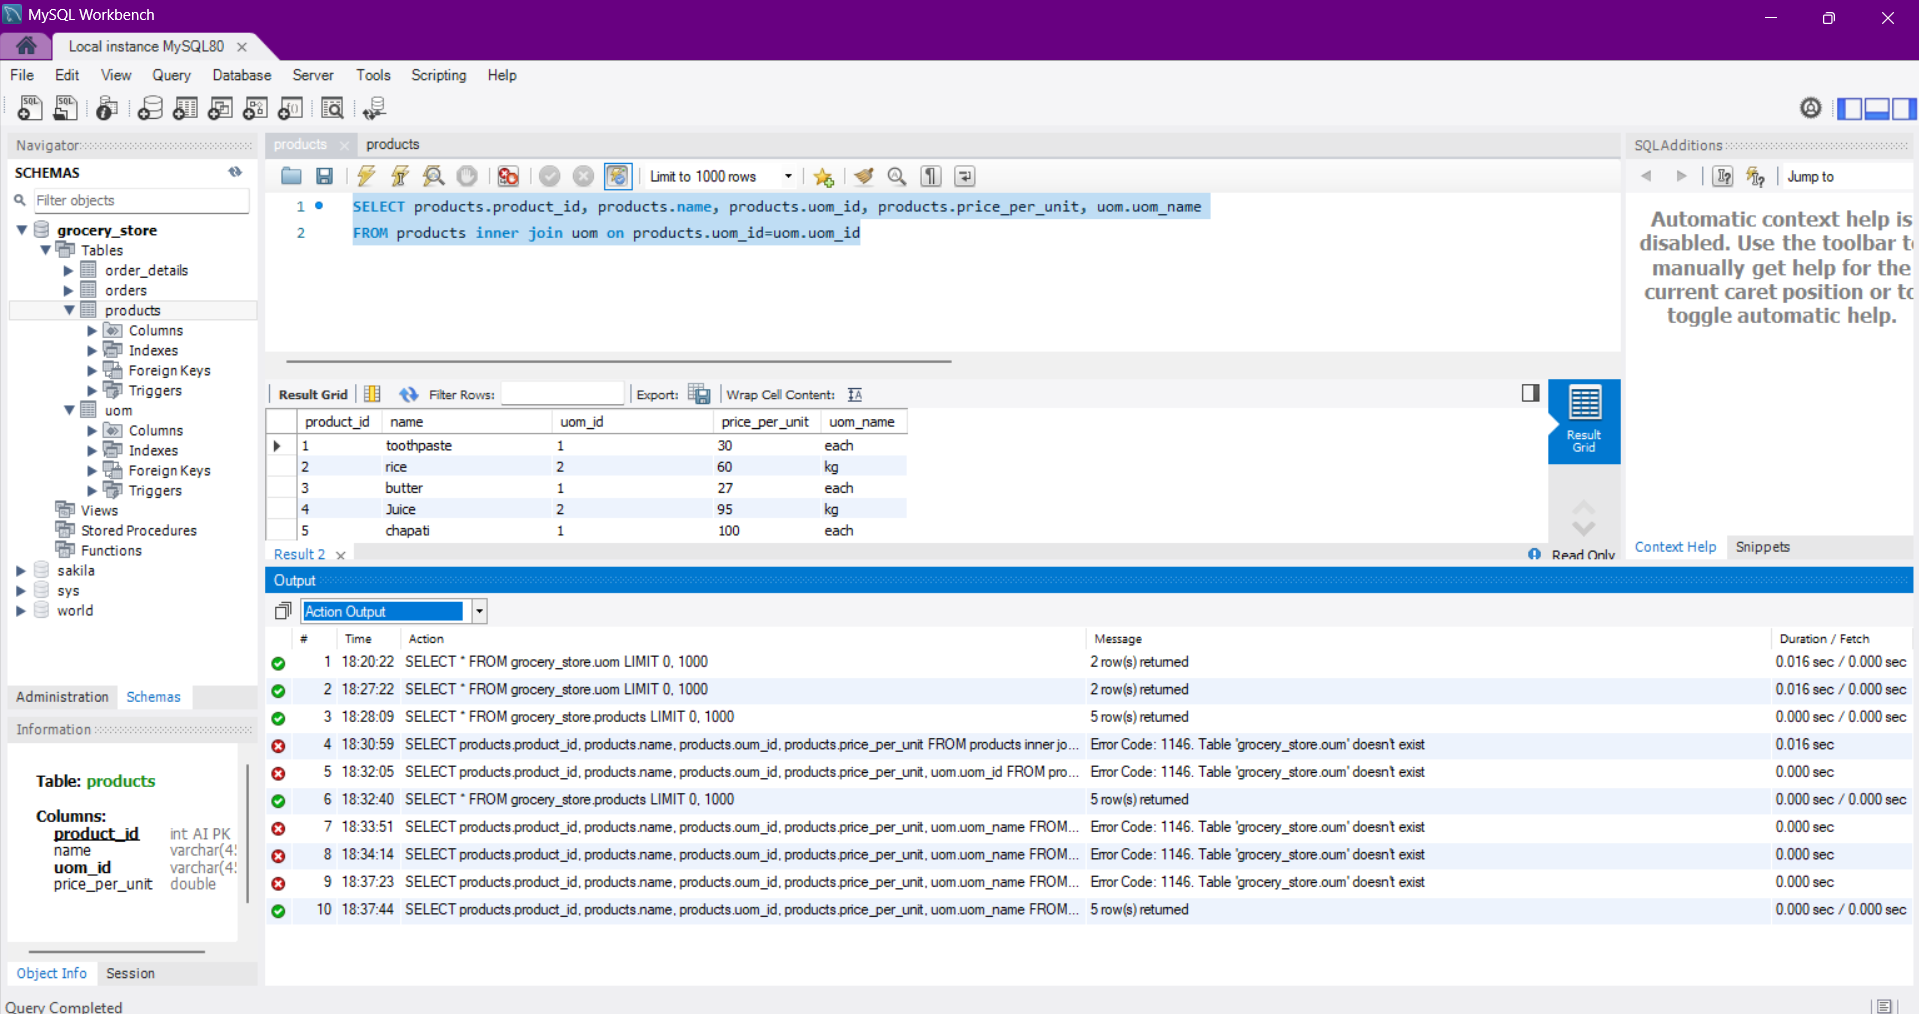 MySQL Workbench
Local instance MySQL80
File Edit View Query Database Server Tools Scripting Help
Navigator
SCHEMAS
Filter objects
grocery_store
Tables
order_details
orders
products
Columns
Indexes
Foreign Keys
Triggers
uom
Columns
Indexes
Foreign Keys
Triggers
Views
Stored Procedures
Functions
sakila
sys
world
Administration Schemas
Information
Table: products
Columns:
product_id int AI PK
name varchar(4
uom_id varchar(4
price_per_unit double
Object Info Session
Query Completed
products products
Limit to 1000 rows
1 SELECT products.product_id, products.name, products.uom_id, products.price_per_unit, uom.uom_name
2 FROM products inner join uom on products.uom_id=uom.uom_id
Result Grid Filter Rows: Export: Wrap Cell Content:
product_id name uom_id price_per_unit uom_name
1 toothpaste 1 30 each
2 rice 2 60 kg
3 butter 1 27 each
4 Juice 2 95 kg
5 chapati 1 100 each
Result 2
Result
Grid
Read Only
SQLAdditions
Jump to
Automatic context help is
disabled. Use the toolbar t
manually get help for the
current caret position or to
toggle automatic help.
Context Help Snippets
Output
Action Output
# Time Action Message Duration / Fetch
1 18:20:22 SELECT * FROM grocery_store.uom LIMIT 0, 1000 2 row(s) returned 0.016 sec / 0.000 sec
2 18:27:22 SELECT * FROM grocery_store.uom LIMIT 0, 1000 2 row(s) returned 0.016 sec / 0.000 sec
3 18:28:09 SELECT * FROM grocery_store.products LIMIT 0, 1000 5 row(s) returned 0.000 sec / 0.000 sec
4 18:30:59 SELECT products.product_id, products.name, products.oum_id, products.price_per_unit FROM products inner jo... Error Code: 1146. Table 'grocery_store.oum' doesn't exist 0.016 sec
5 18:32:05 SELECT products.product_id, products.name, products.oum_id, products.price_per_unit, uom.uom_id FROM pro... Error Code: 1146. Table 'grocery_store.oum' doesn't exist 0.000 sec
6 18:32:40 SELECT * FROM grocery_store.products LIMIT 0, 1000 5 row(s) returned 0.000 sec / 0.000 sec
7 18:33:51 SELECT products.product_id, products.name, products.oum_id, products.price_per_unit, uom.uom_name FROM... Error Code: 1146. Table 'grocery_store.oum' doesn't exist 0.000 sec
8 18:34:14 SELECT products.product_id, products.name, products.oum_id, products.price_per_unit, uom.uom_name FROM... Error Code: 1146. Table 'grocery_store.oum' doesn't exist 0.000 sec
9 18:37:23 SELECT products.product_id, products.name, products.oum_id, products.price_per_unit, uom.uom_name FROM... Error Code: 1146. Table 'grocery_store.oum' doesn't exist 0.000 sec
10 18:37:44 SELECT products.product_id, products.name, products.uom_id, products.price_per_unit, uom.uom_name FROM... 5 row(s) returned 0.000 sec / 0.000 sec